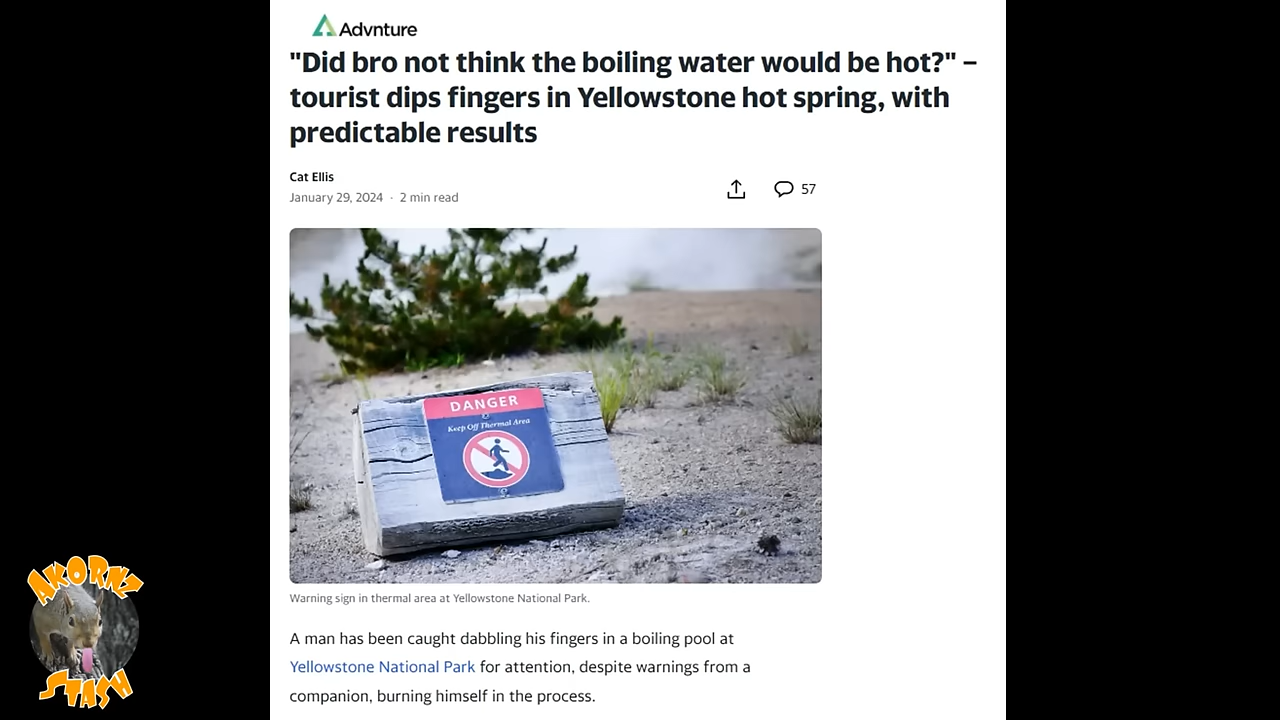 Advnture
"Did bro not think the boiling water would be hot?" –
tourist dips fingers in Yellowstone hot spring, with
predictable results
Cat Ellis
January 29, 2024 · 2 min read
57
DANGER
Keep Off Thermal Area
Warning sign in thermal area at Yellowstone National Park.
A man has been caught dabbling his fingers in a boiling pool at
Yellowstone National Park for attention, despite warnings from a
companion, burning himself in the process.
AKORNZ
STASH